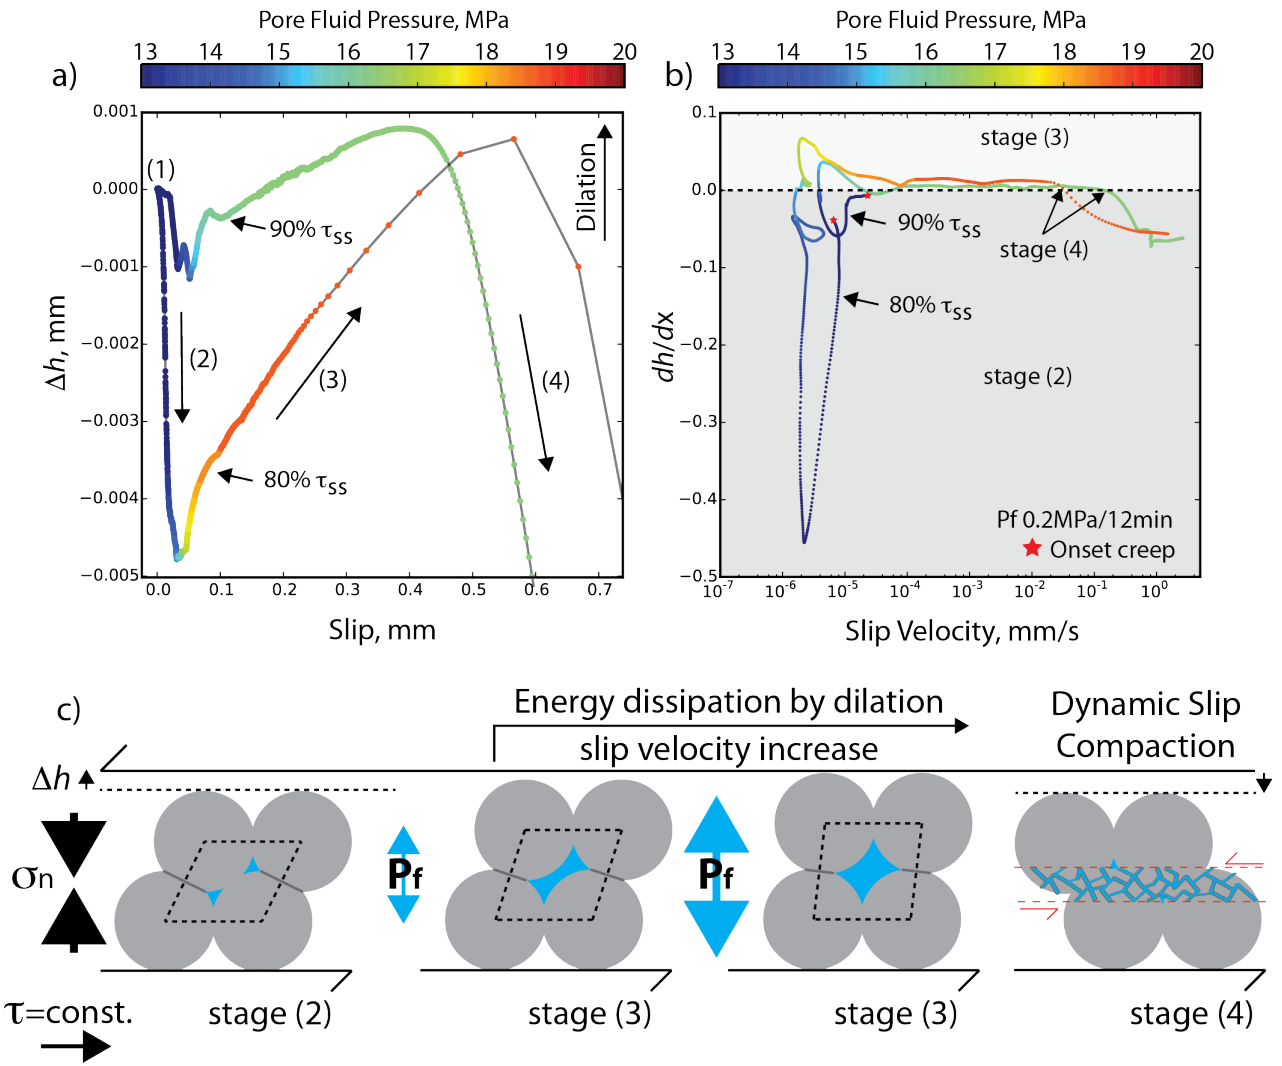 Pore Fluid Pressure, MPa
13 14 15 16 17 18 19 20
a)
0.001
0.000
−0.001
−0.002
−0.003
−0.004
−0.005
Δh, mm
(1)
90% τss
Dilation
(2)
(3)
(4)
80% τss
0.0 0.1 0.2 0.3 0.4 0.5 0.6 0.7
Slip, mm
Pore Fluid Pressure, MPa
13 14 15 16 17 18 19 20
b)
0.1
0.0
−0.1
−0.2
−0.3
−0.4
−0.5
dh/dx
stage (3)
90% τss
stage (4)
80% τss
stage (2)
Pf 0.2MPa/12min
Onset creep
10⁻⁷ 10⁻⁶ 10⁻⁵ 10⁻⁴ 10⁻³ 10⁻² 10⁻¹ 10⁰
Slip Velocity, mm/s
c)
Energy dissipation by dilation
slip velocity increase
Dynamic Slip
Compaction
Δh
σn
Pf
Pf
τ=const.
stage (2)
stage (3)
stage (3)
stage (4)